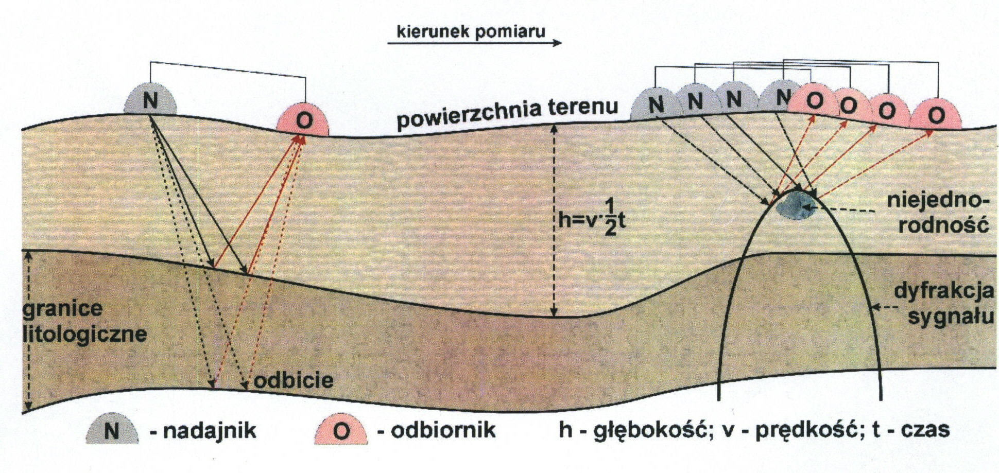 kierunek pomiaru
N
O
powierzchnia terenu
N N N N O O O O
h=v·1/2t
niejedno-
rodność
granice
litologiczne
dyfrakcja
sygnału
odbicie
N - nadajnik
O - odbiornik
h - głębokość; v - prędkość; t - czas